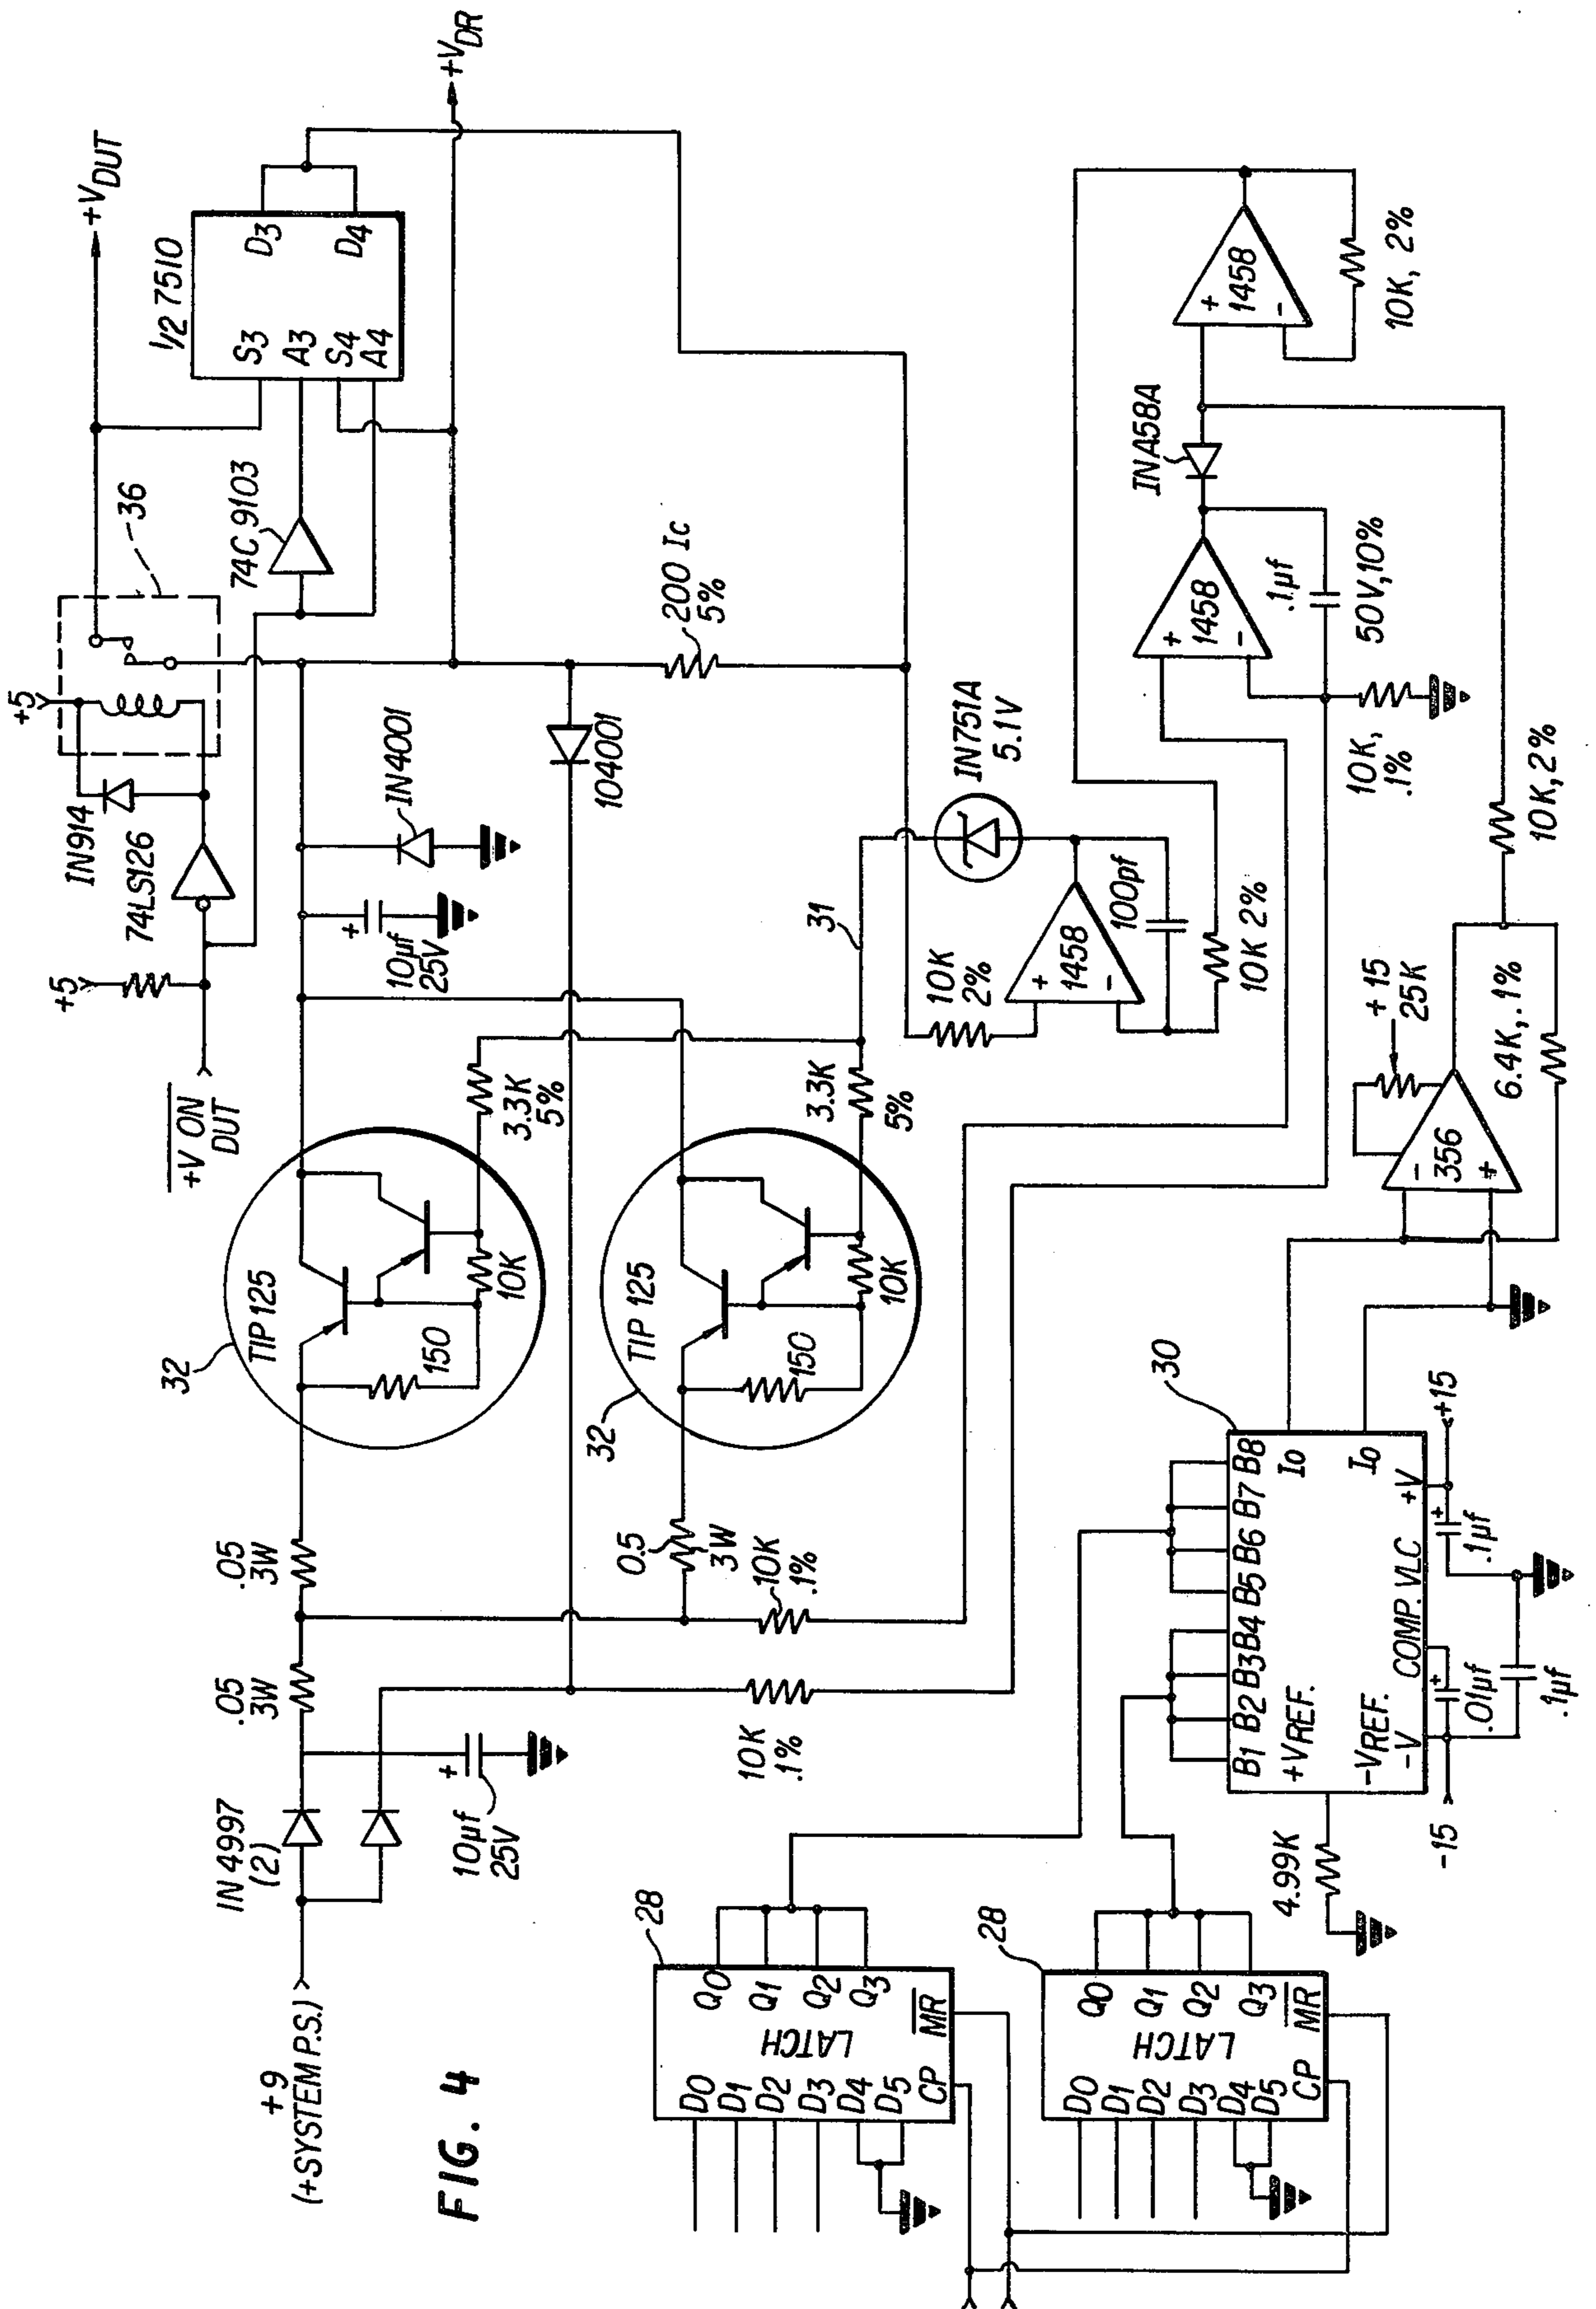 FIG. 4
+9
(+SYSTEM P.S.)
IN 4997
(2)
10µf
25V
+
.05
3W
.05
3W
32
TIP 125
150
10K
3.3K
5%
+V ON
DUT
+5
74LS126
IN914
+5
36
74C 9103
1/2 7510
S3
A3
S4
A4
D3
D4
+VDUT
+VDR
+
10µf
25V
IN4001
104001
200 Ic
5%
0.5
3W
32
TIP 125
150
10K
3.3K
5%
31
10K
.1%
10K
.1%
10K
2%
+
-
1458
100pf
10K 2%
IN751A
5.1V
+
-
1458
.1µf
50V,10%
10K,
.1%
INA58A
+
-
1458
10K, 2%
10K, 2%
+15
25K
-
+
356
6.4K,.1%
30
B1 B2 B3 B4 B5 B6 B7 B8
+VREF.
-VREF.
-V
COMP.
VLC
+V
Io
Io
+15
+
.1µf
+
.01µf
.1µf
-15
4.99K
28
D0
D1
D2
D3
D4
D5
CP
MR
Q0
Q1
Q2
Q3
LATCH
28
D0
D1
D2
D3
D4
D5
CP
MR
Q0
Q1
Q2
Q3
LATCH